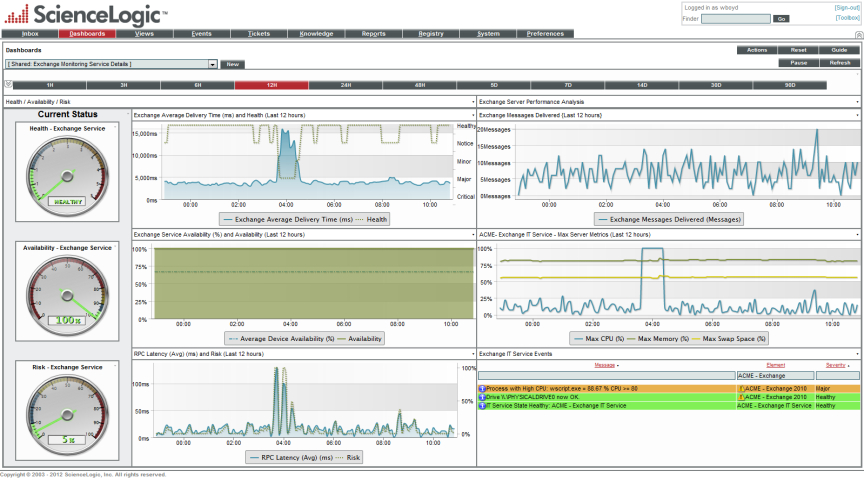 ScienceLogic™
Logged in as wboyd [Sign-out]
Finder Go [Toolbox]
Inbox Dashboards Views Events Tickets Knowledge Reports Registry System Preferences
Dashboards Actions Reset Guide
[ Shared: Exchange Monitoring Service Details ] New Pause Refresh
1H 3H 6H 12H 24H 48H 5D 7D 14D 30D 90D
Health / Availability / Risk
Current Status
Health - Exchange Service
HEALTHY
Availability - Exchange Service
100%
Risk - Exchange Service
5%
Exchange Average Delivery Time (ms) and Health (Last 12 hours)
15,000ms
10,000ms
5,000ms
0ms
Healthy
Notice
Minor
Major
Critical
00:00 02:00 04:00 06:00 08:00 10:00
Exchange Average Delivery Time (ms) Health
Exchange Service Availability (%) and Availability (Last 12 hours)
100%
75%
50%
25%
0%
00:00 02:00 04:00 06:00 08:00 10:00
Average Device Availability (%) Availability
RPC Latency (Avg) (ms) and Risk (Last 12 hours)
100ms
50ms
0ms
100%
50%
0%
00:00 02:00 04:00 06:00 08:00 10:00
RPC Latency (Avg) (ms) Risk
Exchange Server Performance Analysis
Exchange Messages Delivered (Last 12 hours)
20Messages
15Messages
10Messages
5Messages
0Messages
00:00 02:00 04:00 06:00 08:00 10:00
Exchange Messages Delivered (Messages)
ACME- Exchange IT Service - Max Server Metrics (Last 12 hours)
100%
75%
50%
25%
0%
00:00 02:00 04:00 06:00 08:00 10:00
Max CPU (%) Max Memory (%) Max Swap Space (%)
Exchange IT Service Events
Message Element Severity
ACME - Exchange
Process with High CPU: wscript.exe = 88.67 % CPU >= 80 ACME - Exchange 2010 Major
Drive \\.\PHYSICALDRIVE0 now OK ACME - Exchange 2010 Healthy
IT Service State Healthy: ACME - Exchange IT Service ACME - Exchange IT Service Healthy
Copyright © 2003 - 2012 ScienceLogic, Inc. All rights reserved.